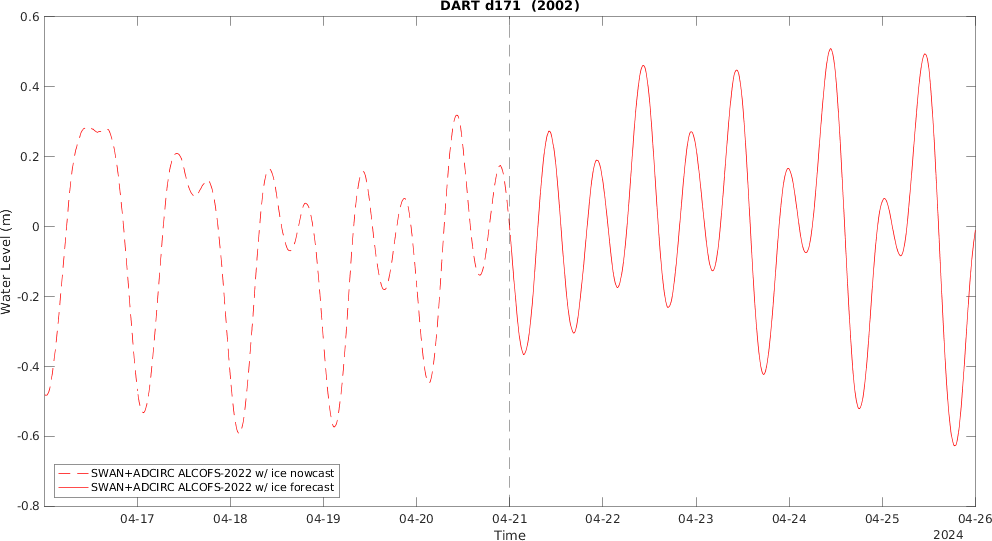 DART d171 (2002)
0.6
0.4
0.2
0
-0.2
-0.4
-0.6
-0.8
Water Level (m)
SWAN+ADCIRC ALCOFS-2022 w/ ice nowcast
SWAN+ADCIRC ALCOFS-2022 w/ ice forecast
04-17 04-18 04-19 04-20 04-21 04-22 04-23 04-24 04-25 04-26
Time
2024